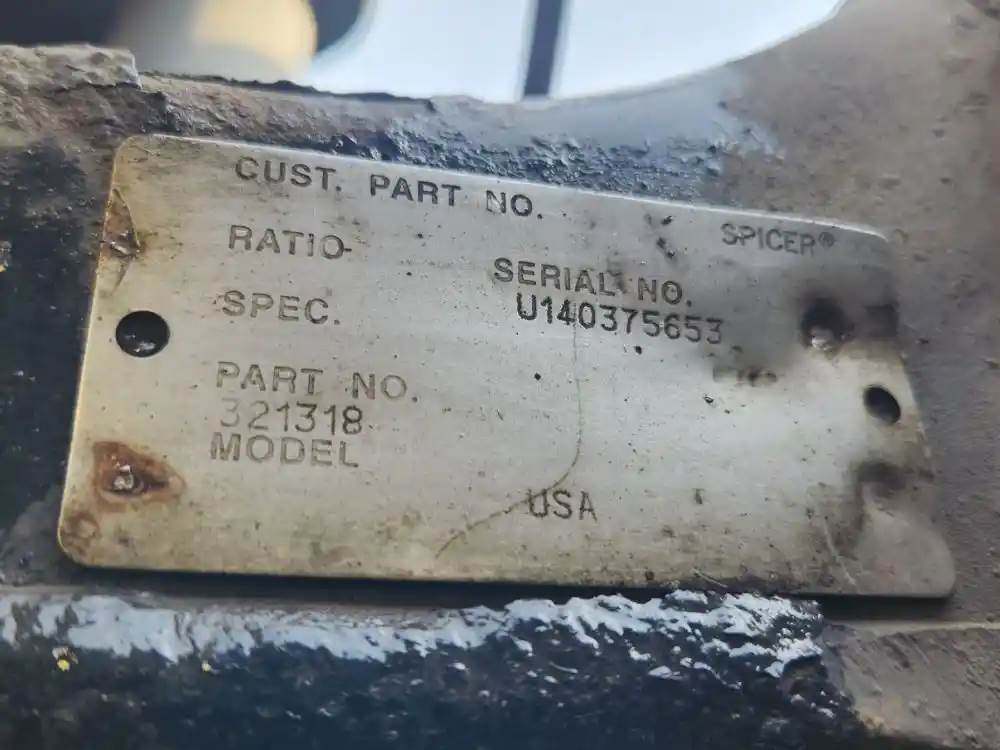 CUST. PART NO.
SPICER®
RATIO
SERIAL NO.
U140375653
SPEC.
PART NO.
321318
MODEL
USA